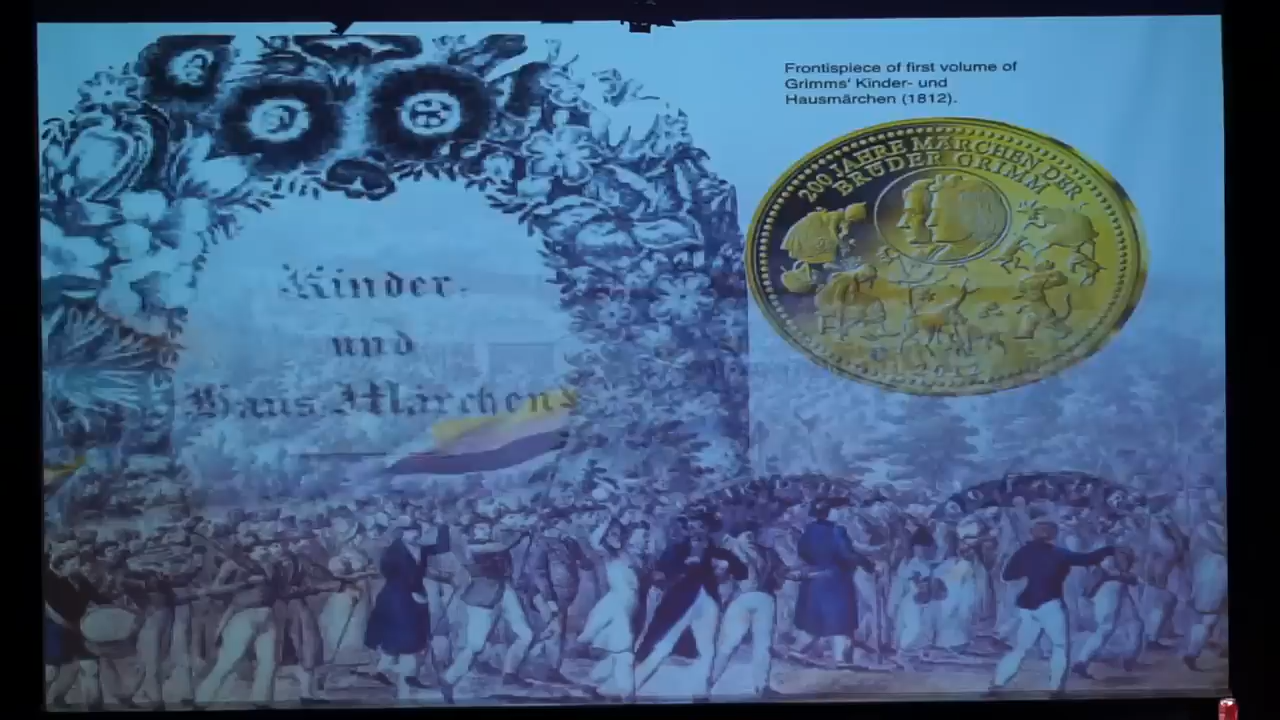 Frontispiece of first volume of
Grimms' Kinder- und
Hausmärchen (1812).
200 JAHRE MÄRCHEN DER
BRÜDER GRIMM
Kinder-
und
Haus-Märchen